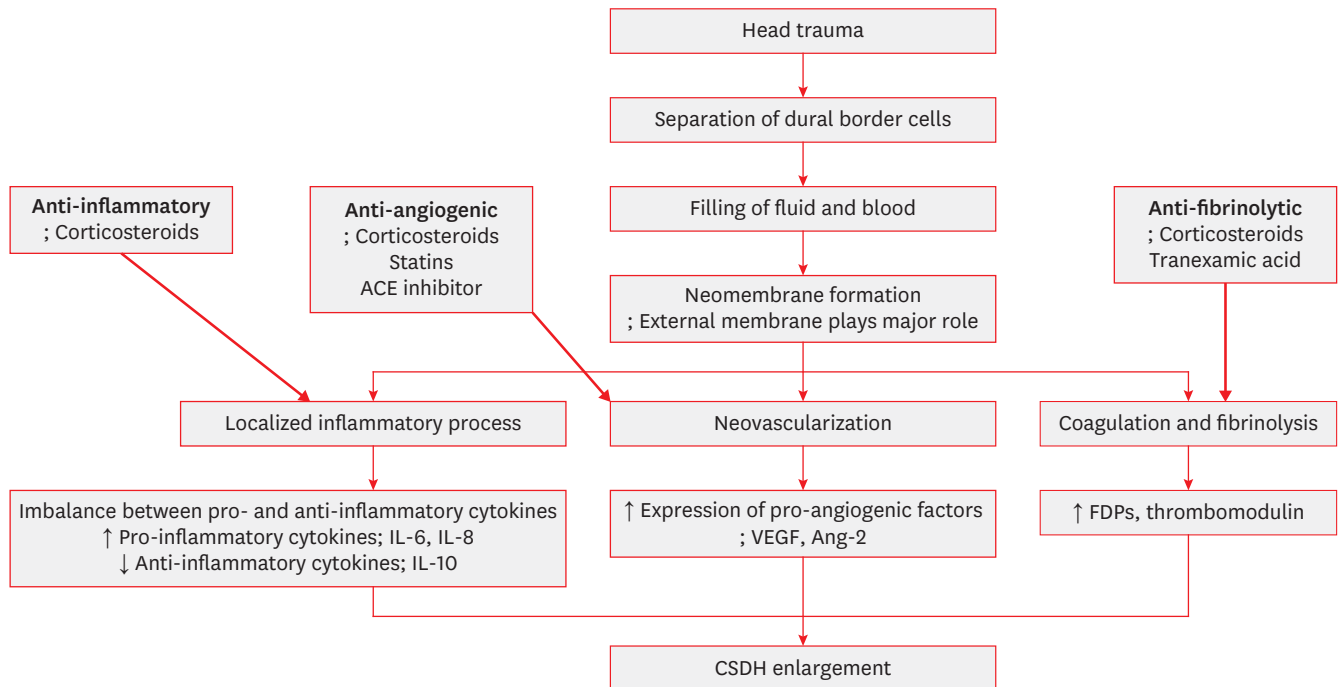 Head trauma
Separation of dural border cells
Filling of fluid and blood
Neomembrane formation
; External membrane plays major role
Anti-inflammatory
; Corticosteroids
Anti-angiogenic
; Corticosteroids
Statins
ACE inhibitor
Anti-fibrinolytic
; Corticosteroids
Tranexamic acid
Localized inflammatory process
Neovascularization
Coagulation and fibrinolysis
Imbalance between pro- and anti-inflammatory cytokines
↑ Pro-inflammatory cytokines; IL-6, IL-8
↓ Anti-inflammatory cytokines; IL-10
↑ Expression of pro-angiogenic factors
; VEGF, Ang-2
↑ FDPs, thrombomodulin
CSDH enlargement